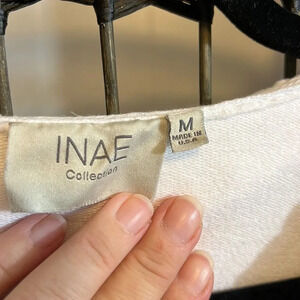 INAE
Collection
M
MADE IN
U.S.A.